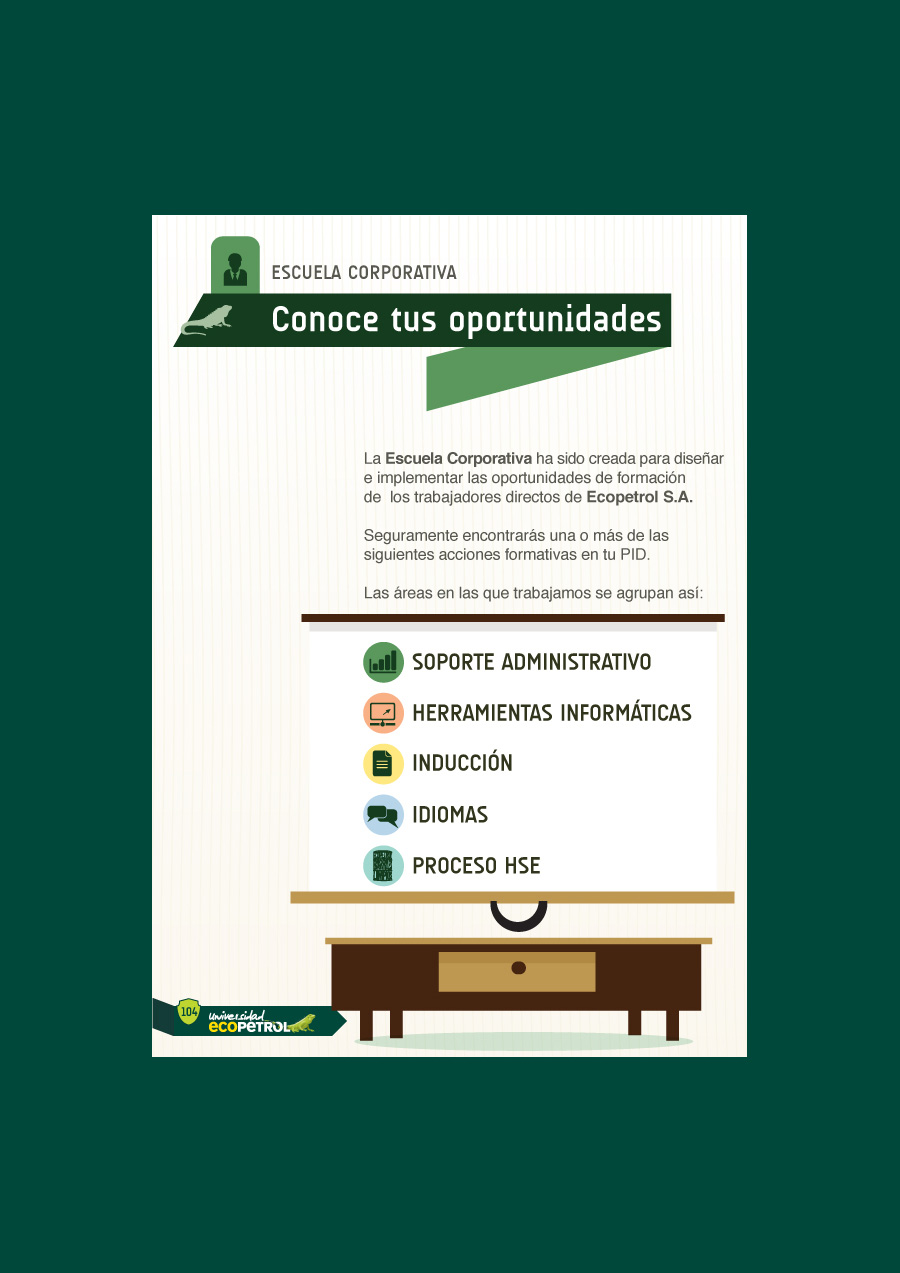 ESCUELA CORPORATIVA
Conoce tus oportunidades
La Escuela Corporativa ha sido creada para diseñar
e implementar las oportunidades de formación
de  los trabajadores directos de Ecopetrol S.A.
Seguramente encontrarás una o más de las
siguientes acciones formativas en tu PID.
Las áreas en las que trabajamos se agrupan así:
SOPORTE ADMINISTRATIVO
HERRAMIENTAS INFORMÁTICAS
INDUCCIÓN
IDIOMAS
PROCESO HSE
104
universidad
ecopetrol